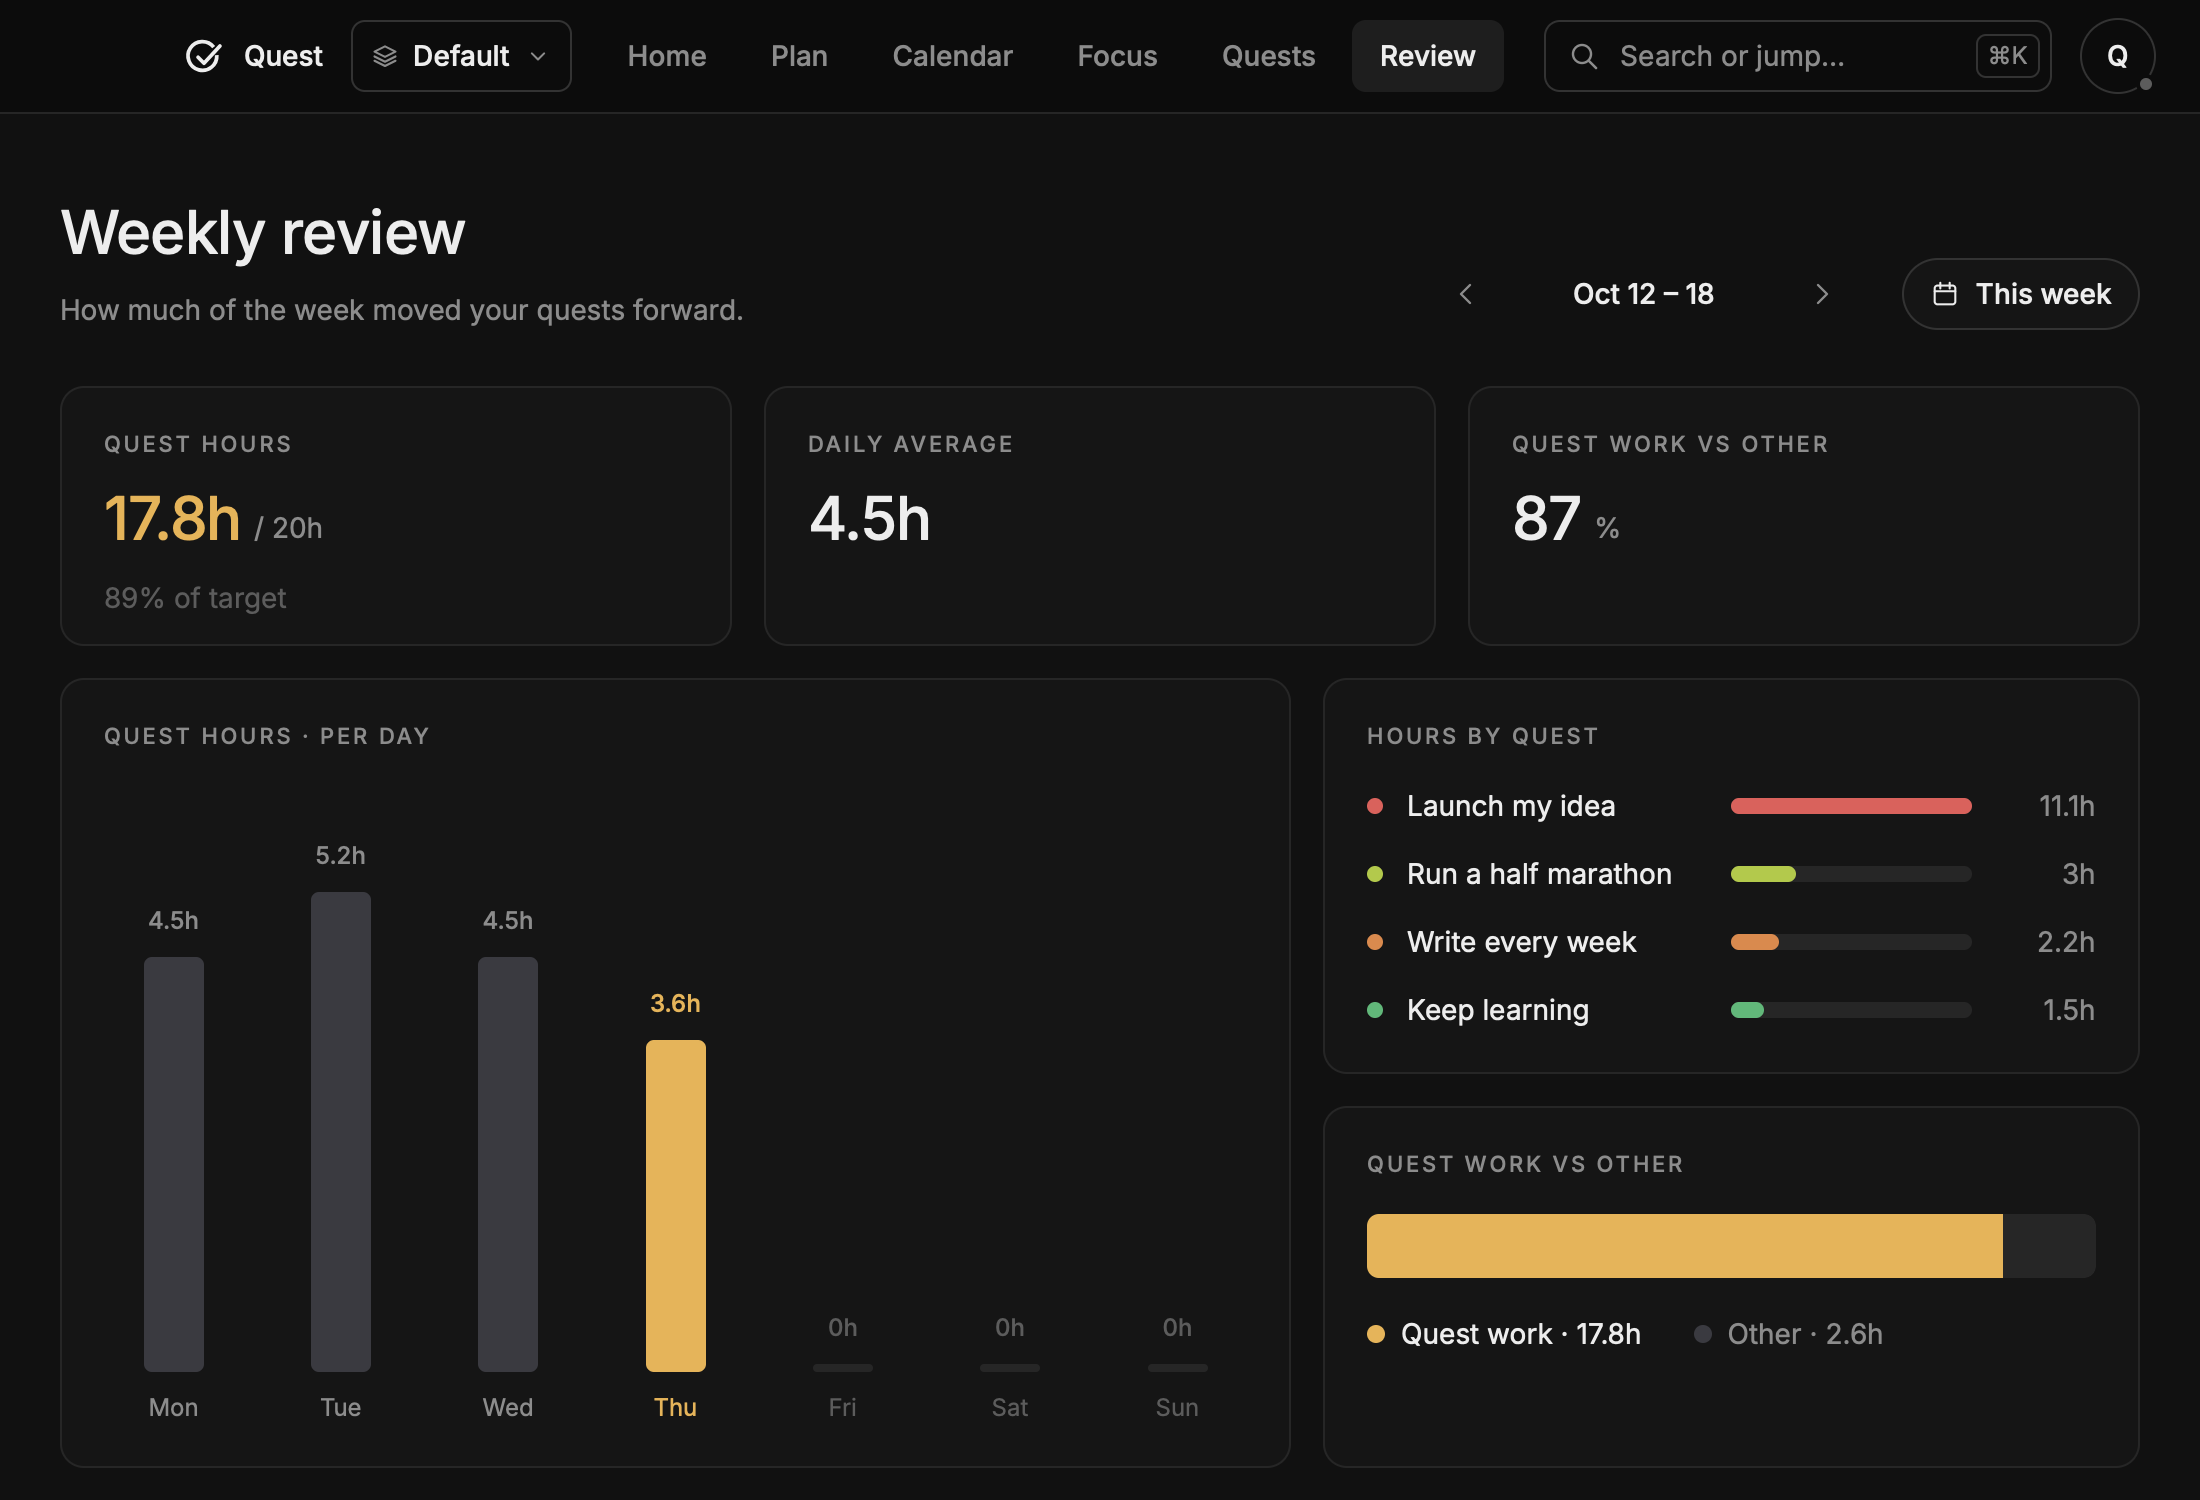 Quest Default Home Plan Calendar Focus Quests Review Search or jump... ⌘K Q
Weekly review
How much of the week moved your quests forward.
Oct 12 – 18
This week
QUEST HOURS
17.8h / 20h
89% of target
DAILY AVERAGE
4.5h
QUEST WORK VS OTHER
87 %
QUEST HOURS · PER DAY
4.5h 5.2h 4.5h 3.6h 0h 0h 0h
Mon Tue Wed Thu Fri Sat Sun
HOURS BY QUEST
Launch my idea 11.1h
Run a half marathon 3h
Write every week 2.2h
Keep learning 1.5h
QUEST WORK VS OTHER
Quest work · 17.8h Other · 2.6h